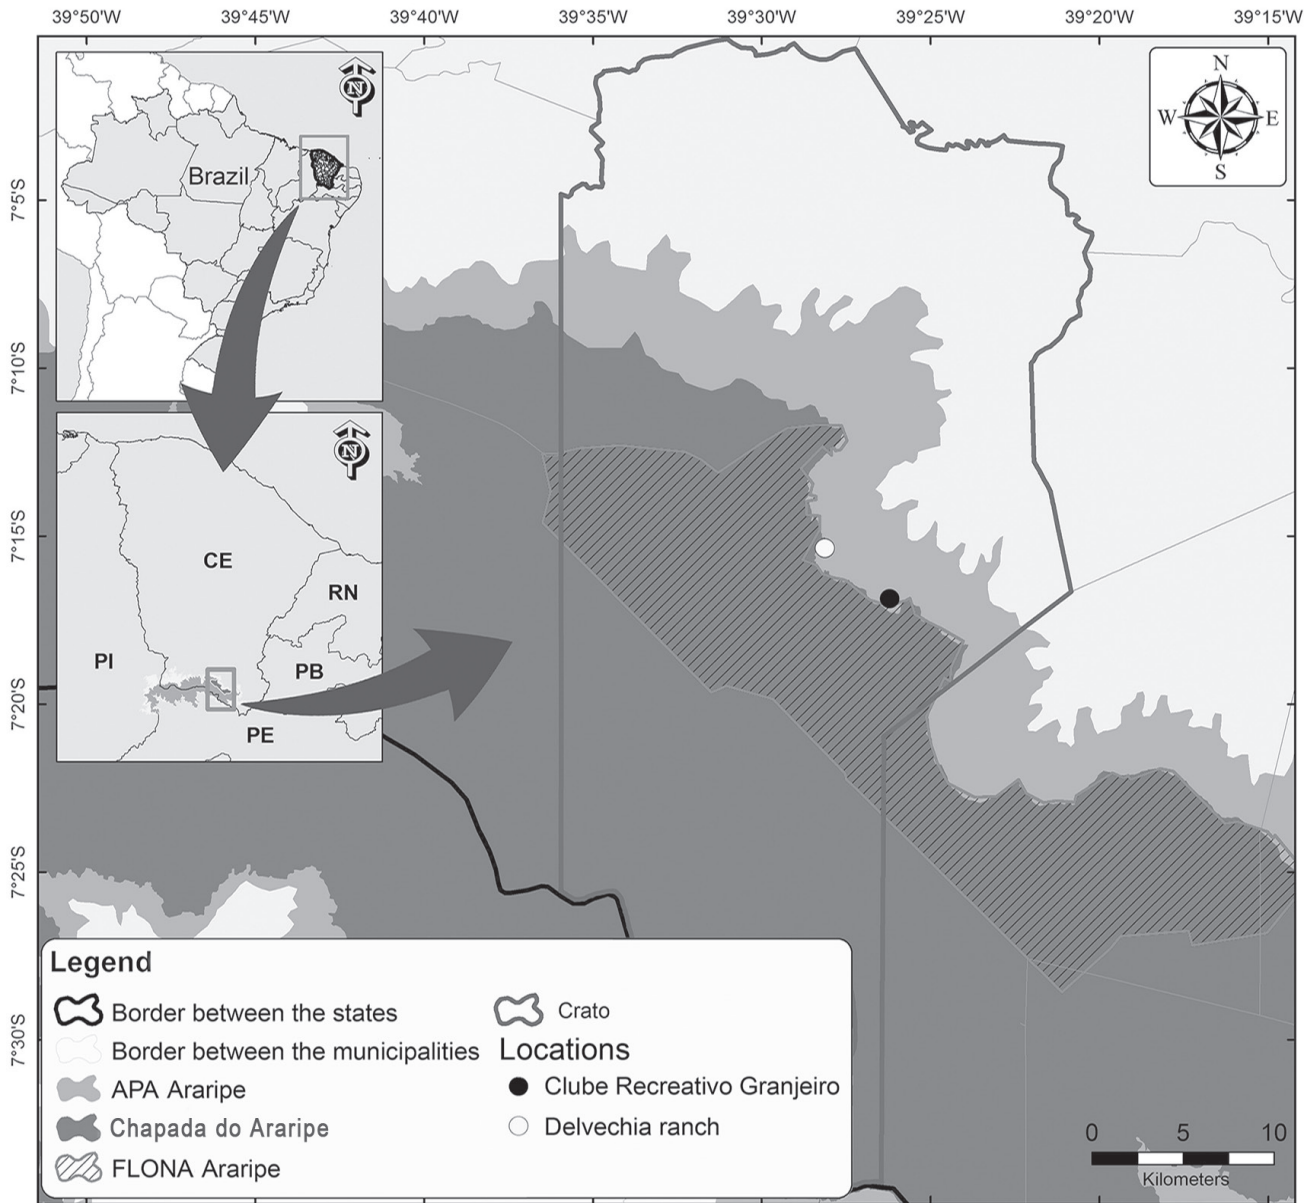 39°50'W 39°45'W 39°40'W 39°35'W 39°30'W 39°25'W 39°20'W 39°15'W
N
N
W E
S
Brazil
7°5'S
7°10'S
N
7°15'S
CE
RN
PI
PB
7°20'S
PE
7°25'S
7°30'S
Legend
Border between the states
Border between the municipalities
APA Araripe
Chapada do Araripe
FLONA Araripe
Crato
Locations
Clube Recreativo Granjeiro
Delvechia ranch
0 5 10
Kilometers